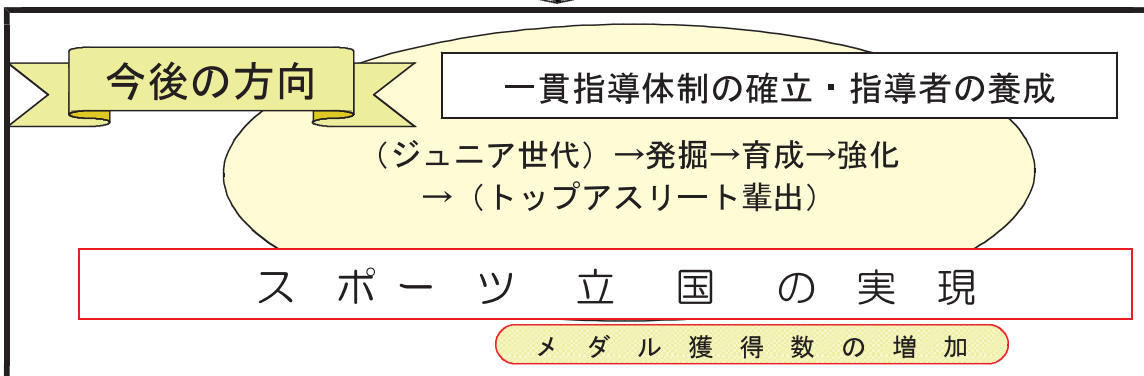 今後の方向
一貫指導体制の確立・指導者の養成
（ジュニア世代）→発掘→育成→強化
→（トップアスリート輩出）
スポーツ立国の実現
メダル獲得数の増加